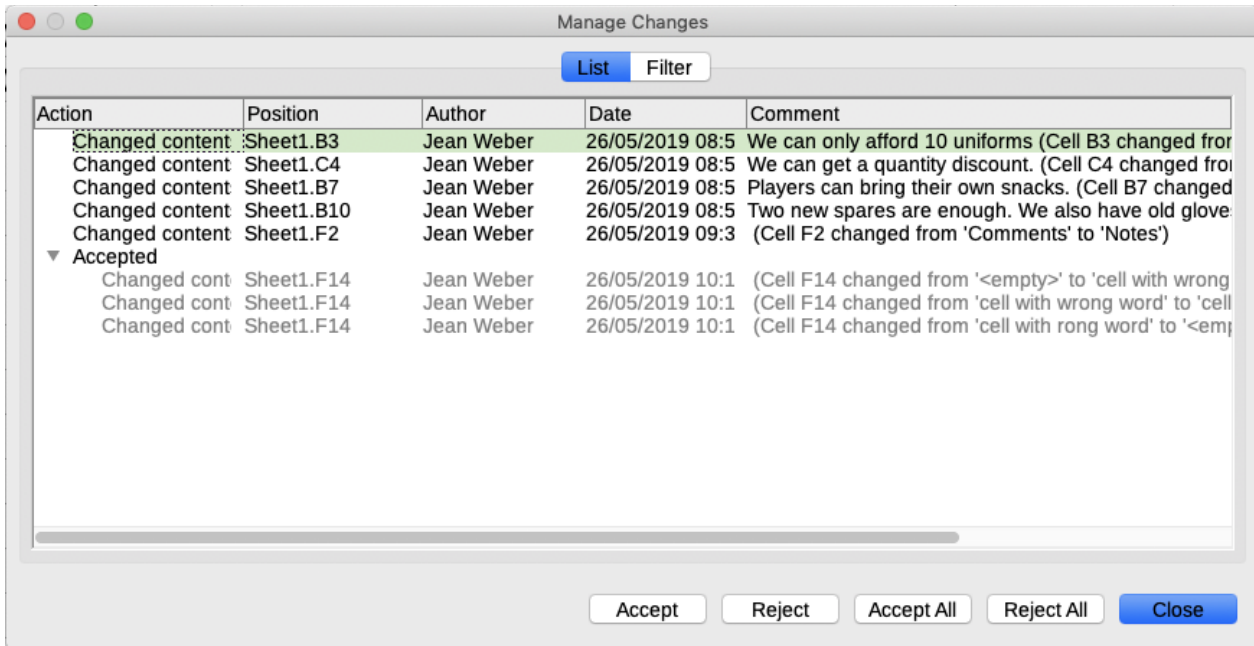 Manage Changes
List Filter
Action Position Author Date Comment
Changed content Sheet1.B3 Jean Weber 26/05/2019 08:5 We can only afford 10 uniforms (Cell B3 changed fror
Changed content Sheet1.C4 Jean Weber 26/05/2019 08:5 We can get a quantity discount. (Cell C4 changed fror
Changed content Sheet1.B7 Jean Weber 26/05/2019 08:5 Players can bring their own snacks. (Cell B7 changed
Changed content Sheet1.B10 Jean Weber 26/05/2019 08:5 Two new spares are enough. We also have old glove
Changed content Sheet1.F2 Jean Weber 26/05/2019 09:3 (Cell F2 changed from 'Comments' to 'Notes')
Accepted
Changed cont Sheet1.F14 Jean Weber 26/05/2019 10:1 (Cell F14 changed from '<empty>' to 'cell with wrong
Changed cont Sheet1.F14 Jean Weber 26/05/2019 10:1 (Cell F14 changed from 'cell with wrong word' to 'cell
Changed cont Sheet1.F14 Jean Weber 26/05/2019 10:1 (Cell F14 changed from 'cell with rong word' to '<emp
Accept Reject Accept All Reject All Close